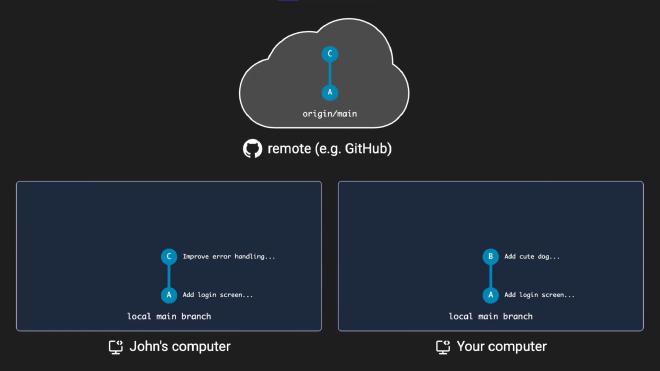 C
A
origin/main
remote (e.g. GitHub)
C Improve error handling...
A Add login screen...
local main branch
John's computer
B Add cute dog...
A Add login screen...
local main branch
Your computer